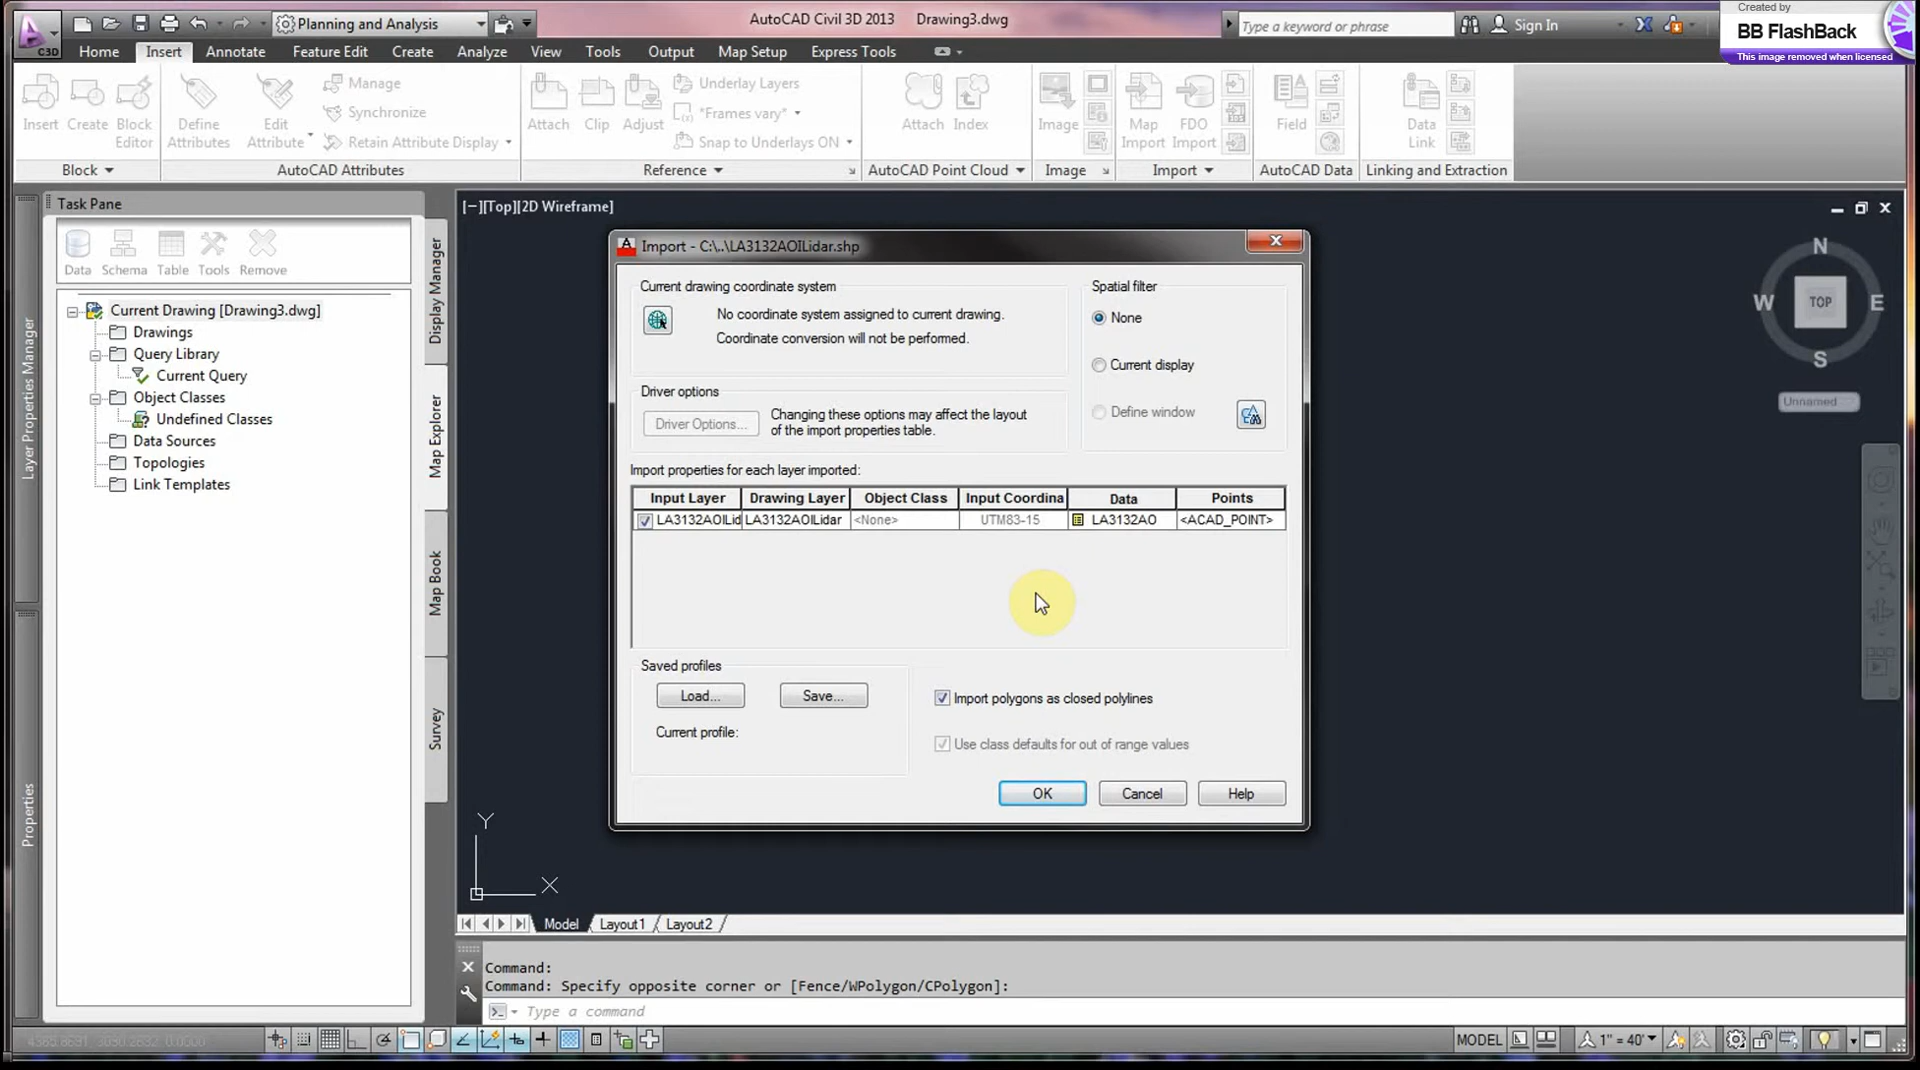 Planning and Analysis
AutoCAD Civil 3D 2013 Drawing3.dwg
Type a keyword or phrase
Sign In
Created by
BB FlashBack
This image removed when licensed
C3D
Home Insert Annotate Feature Edit Create Analyze View Tools Output Map Setup Express Tools
Insert Create Block Editor
Define Attributes
Edit Attribute
Manage
Synchronize
Retain Attribute Display
Attach Clip Adjust
Underlay Layers
*Frames vary*
Snap to Underlays ON
Attach Index
Image
Map Import
FDO Import
Field
Data Link
Block AutoCAD Attributes Reference AutoCAD Point Cloud Image Import AutoCAD Data Linking and Extraction
Layer Properties Manager
Properties
Task Pane
Data Schema Table Tools Remove
Current Drawing [Drawing3.dwg]
Drawings
Query Library
Current Query
Object Classes
Undefined Classes
Data Sources
Topologies
Link Templates
Display Manager
Map Explorer
Map Book
Survey
[−][Top][2D Wireframe]
N
W TOP E
S
Unnamed
Import - C:\..\LA3132AOILidar.shp
Current drawing coordinate system
No coordinate system assigned to current drawing.
Coordinate conversion will not be performed.
Spatial filter
None
Current display
Define window
Driver options
Driver Options...
Changing these options may affect the layout
of the import properties table.
Import properties for each layer imported:
Input Layer Drawing Layer Object Class Input Coordina Data Points
LA3132AOILid LA3132AOILidar <None> UTM83-15 LA3132AO <ACAD_POINT>
Saved profiles
Load... Save...
Current profile:
Import polygons as closed polylines
Use class defaults for out of range values
OK Cancel Help
Y
X
Model Layout1 Layout2
Command:
Command: Specify opposite corner or [Fence/WPolygon/CPolygon]:
Type a command
MODEL
1" = 40'